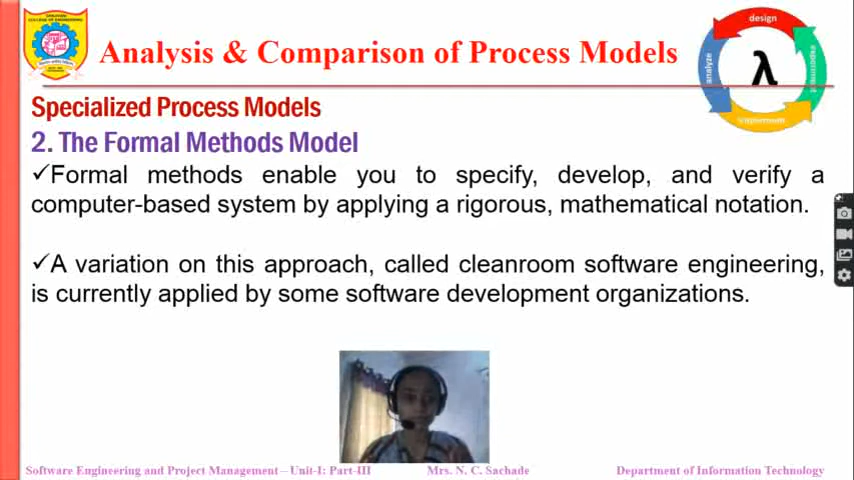 Analysis & Comparison of Process Models
design
experiment
analyze
λ
Specialized Process Models
2. The Formal Methods Model
✓Formal methods enable you to specify, develop, and verify a
computer-based system by applying a rigorous, mathematical notation.
✓A variation on this approach, called cleanroom software engineering,
is currently applied by some software development organizations.
Software Engineering and Project Management – Unit-I: Part-III
Mrs. N. C. Sachade
Department of Information Technology